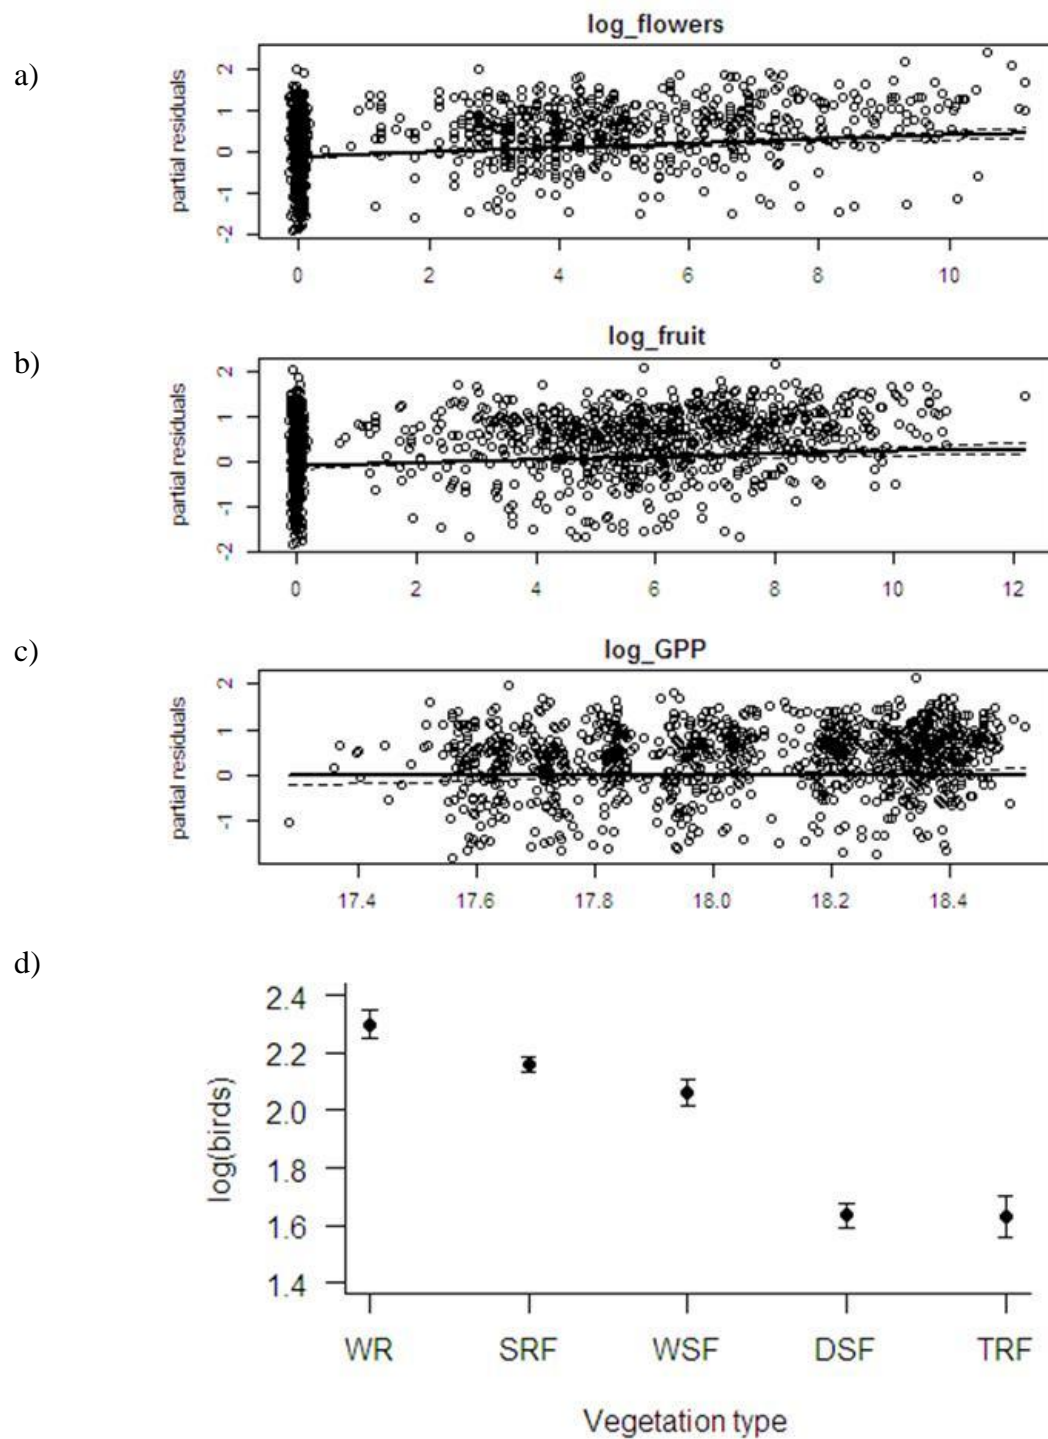 a)
log_flowers
partial residuals
2
1
0
-1
-2
0 2 4 6 8 10
b)
log_fruit
partial residuals
2
1
0
-1
-2
0 2 4 6 8 10 12
c)
log_GPP
partial residuals
2
1
0
-1
17.4 17.6 17.8 18.0 18.2 18.4
d)
log(birds)
2.4
2.2
2.0
1.8
1.6
1.4
WR SRF WSF DSF TRF
Vegetation type